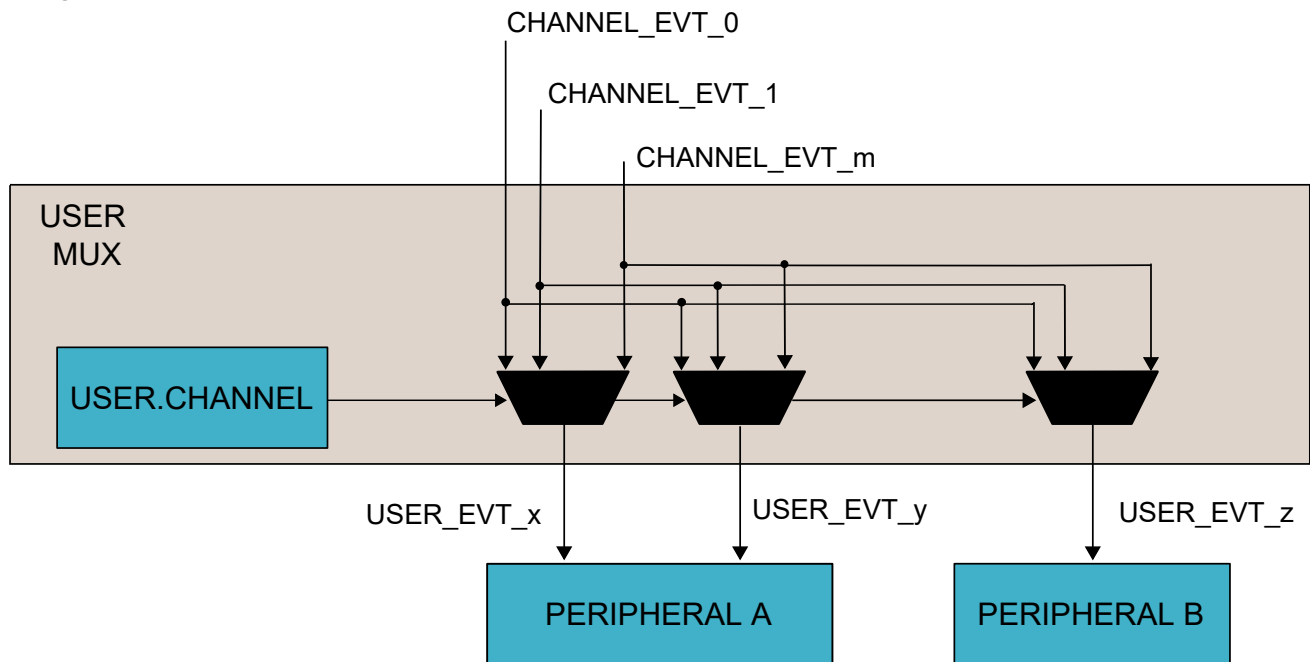 CHANNEL_EVT_0
CHANNEL_EVT_1
CHANNEL_EVT_m
USER
MUX
USER.CHANNEL
USER_EVT_x
USER_EVT_y
USER_EVT_z
PERIPHERAL A
PERIPHERAL B